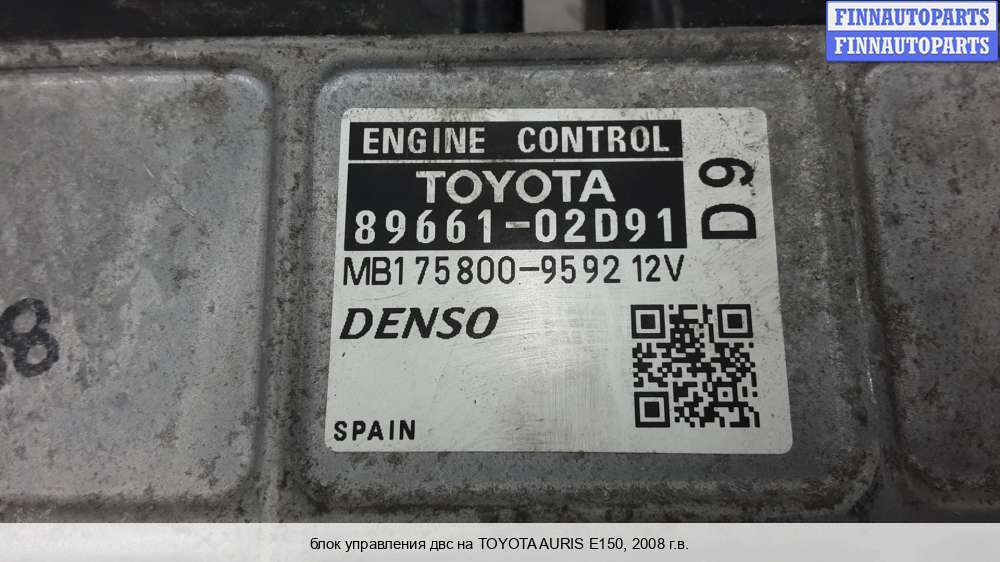 FINNAUTOPARTS
FINNAUTOPARTS
ENGINE CONTROL
TOYOTA
89661-02D91
D9
MB175800-9592 12V
DENSO
SPAIN
блок управления двс на TOYOTA AURIS E150, 2008 г.в.